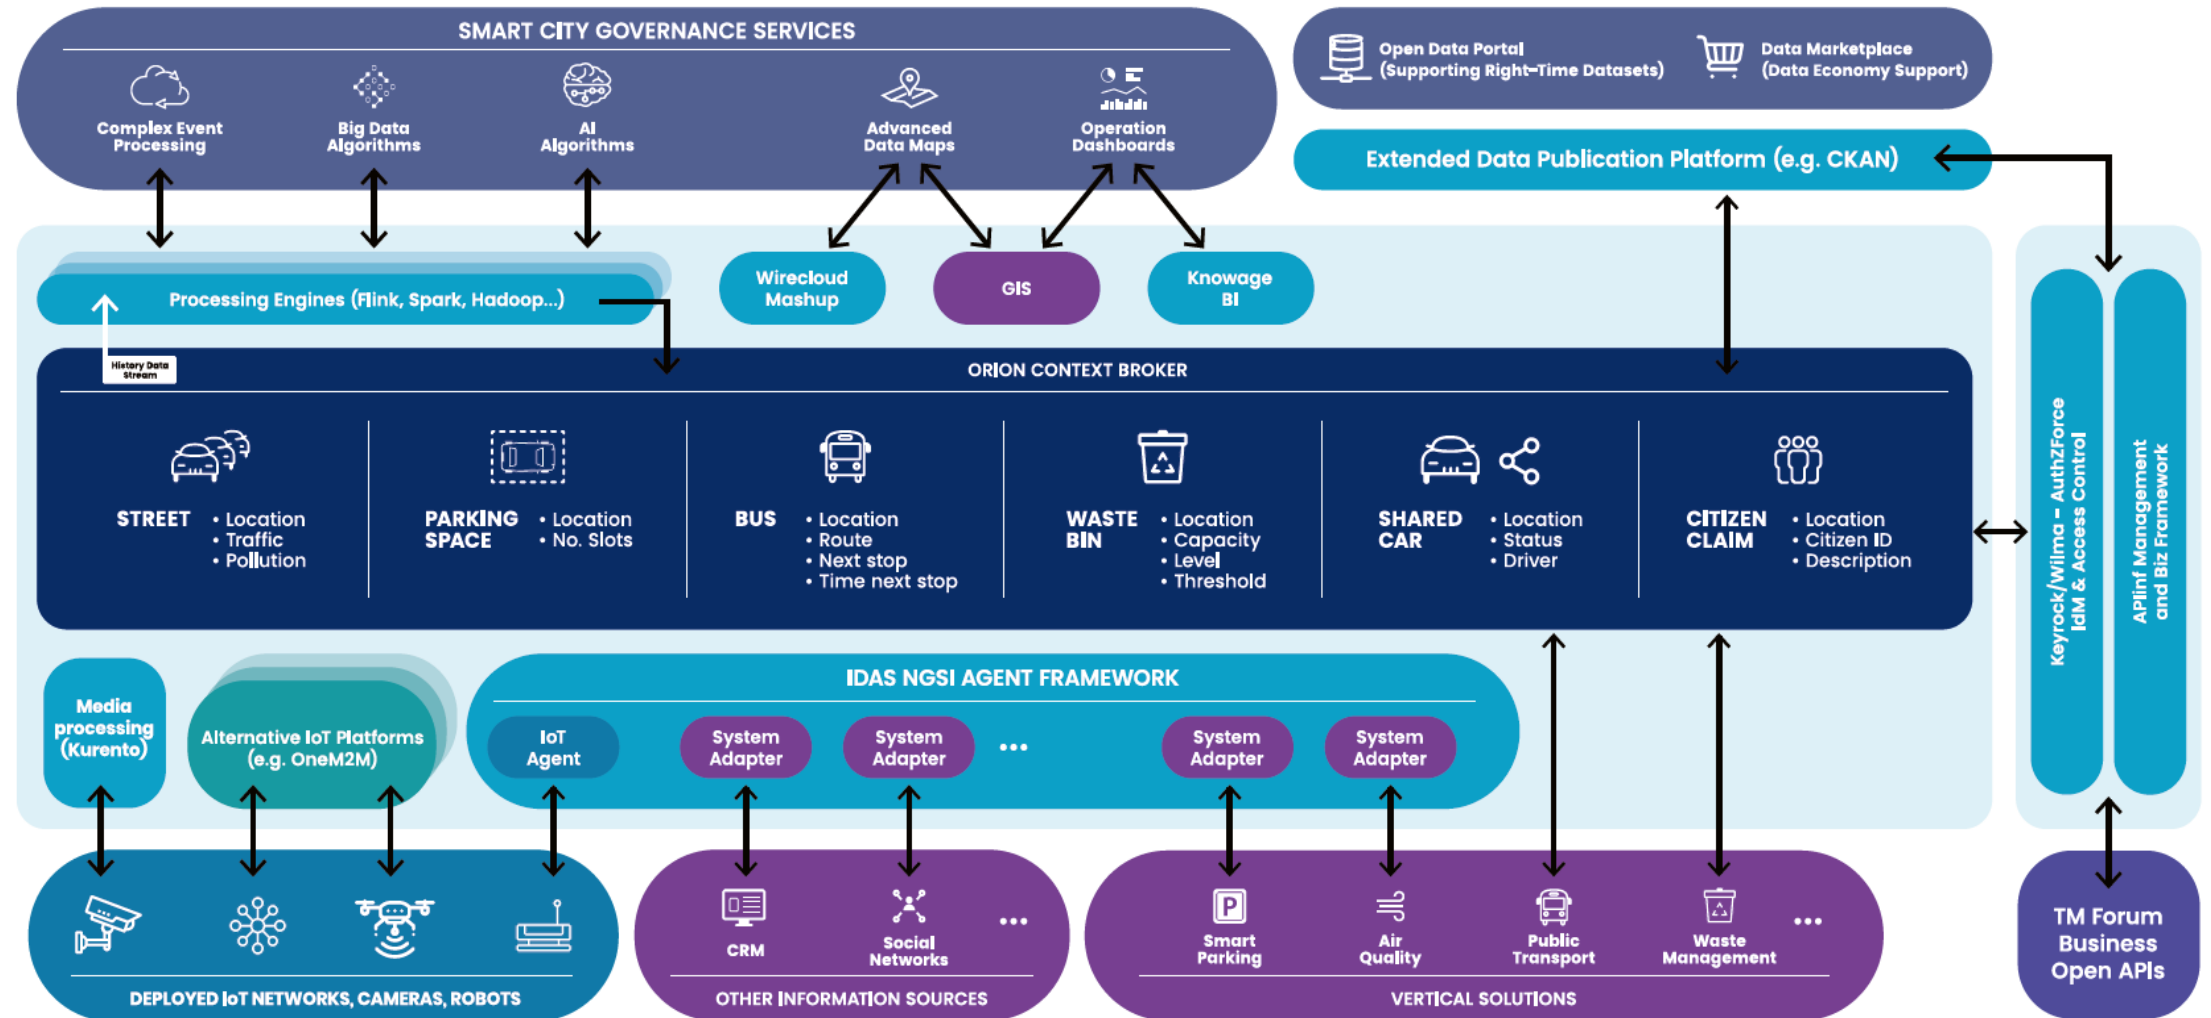 SMART CITY GOVERNANCE SERVICES
Complex Event
Processing
Big Data
Algorithms
AI
Algorithms
Advanced
Data Maps
Operation
Dashboards
Open Data Portal
(Supporting Right-Time Datasets)
Data Marketplace
(Data Economy Support)
Extended Data Publication Platform (e.g. CKAN)
Processing Engines (Flink, Spark, Hadoop...)
Wirecloud
Mashup
GIS
Knowage
BI
History Data
Stream
ORION CONTEXT BROKER
STREET
• Location
• Traffic
• Pollution
PARKING
SPACE
• Location
• No. Slots
BUS
• Location
• Route
• Next stop
• Time next stop
WASTE
BIN
• Location
• Capacity
• Level
• Threshold
SHARED
CAR
• Location
• Status
• Driver
CITIZEN
CLAIM
• Location
• Citizen ID
• Description
Keyrock/Wilma - AuthZForce
IdM & Access Control
APIinf Management
and Biz Framework
Media
processing
(Kurento)
Alternative IoT Platforms
(e.g. OneM2M)
IDAS NGSI AGENT FRAMEWORK
IoT
Agent
System
Adapter
System
Adapter
...
System
Adapter
System
Adapter
DEPLOYED IoT NETWORKS, CAMERAS, ROBOTS
CRM
Social
Networks
...
OTHER INFORMATION SOURCES
P
Smart
Parking
Air
Quality
Public
Transport
Waste
Management
...
VERTICAL SOLUTIONS
TM Forum
Business
Open APIs